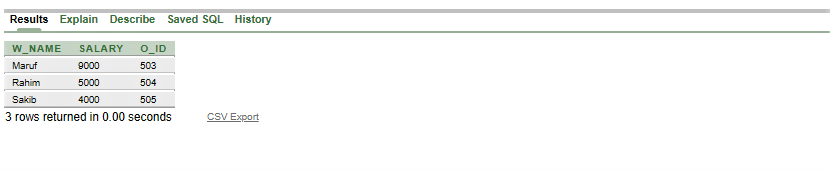 Results Explain Describe Saved SQL History
W_NAME SALARY O_ID
Maruf 9000 503
Rahim 5000 504
Sakib 4000 505
3 rows returned in 0.00 seconds CSV Export